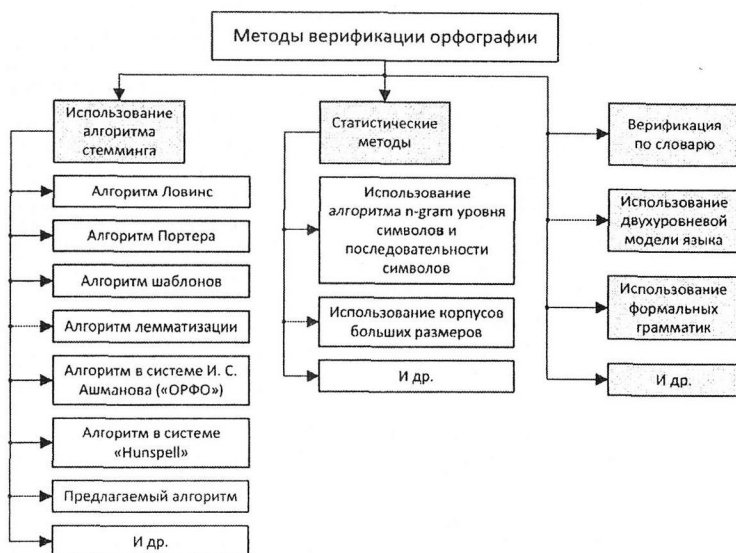 Методы верификации орфографии
Использование
алгоритма
стемминга
Алгоритм Ловинс
Алгоритм Портера
Алгоритм шаблонов
Алгоритм лемматизации
Алгоритм в системе И. С.
Ашманова («ОРФО»)
Алгоритм в системе
«Hunspell»
Предлагаемый алгоритм
И др.
Статистические
методы
Использование
алгоритма n-gram уровня
символов и
последовательности
символов
Использование корпусов
больших размеров
И др.
Верификация
по словарю
Использование
двухуровневой
модели языка
Использование
формальных
грамматик
И др.